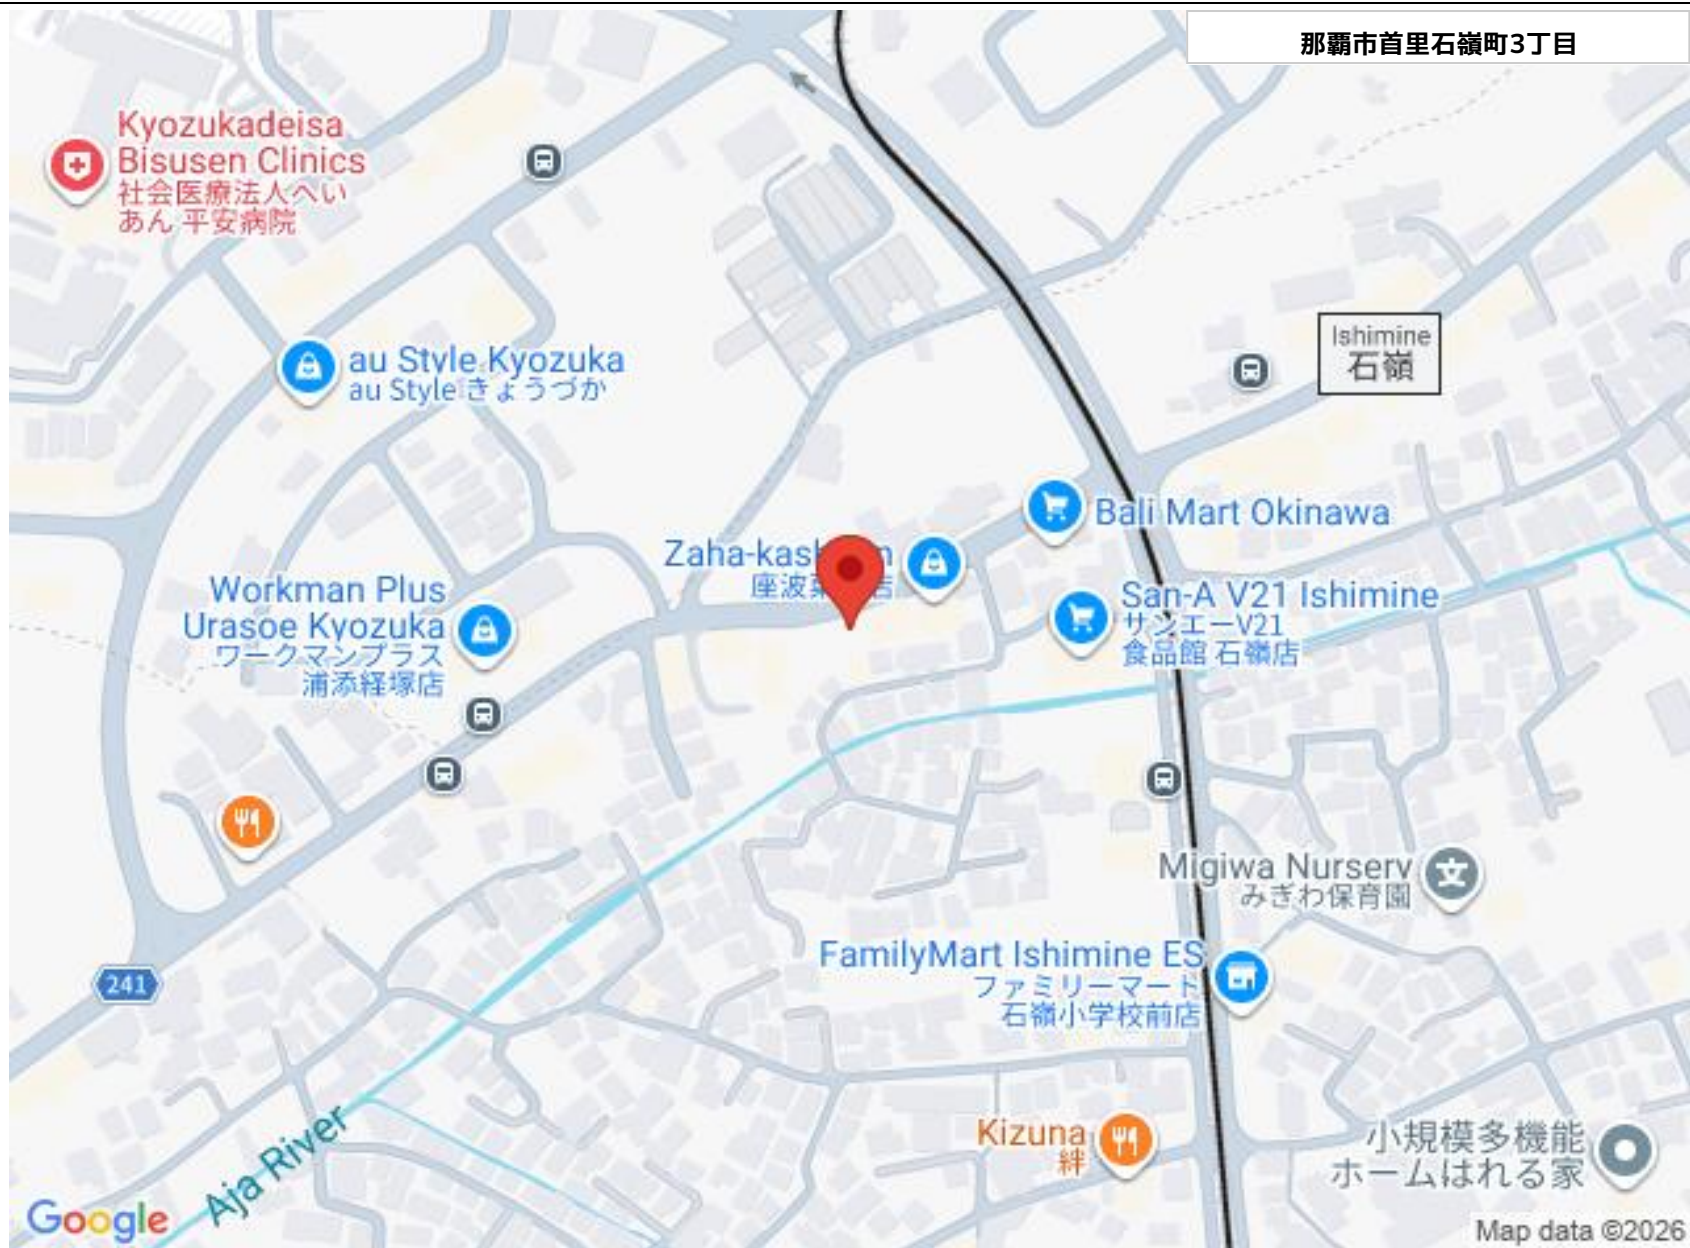 那覇市首里石嶺町3丁目
Kyozukadeisa
Bisusen Clinics
社会医療法人へい
あん 平安病院
Ishimine
石嶺
au Style Kyozuka
au Style きょうづか
Bali Mart Okinawa
座波
店
Workman Plus
Urasoe Kyozuka
ワークマンプラス
浦添経塚店
San-A V21 Ishimine
サンエーV21
食品館 石嶺店
Migiwa Nursery
みぎわ保育園
241
FamilyMart Ishimine ES
ファミリーマート
石嶺小学校前店
Kizuna
絆
小規模多機能
ホームはれる家
Aja River
Google
Map data ©2026